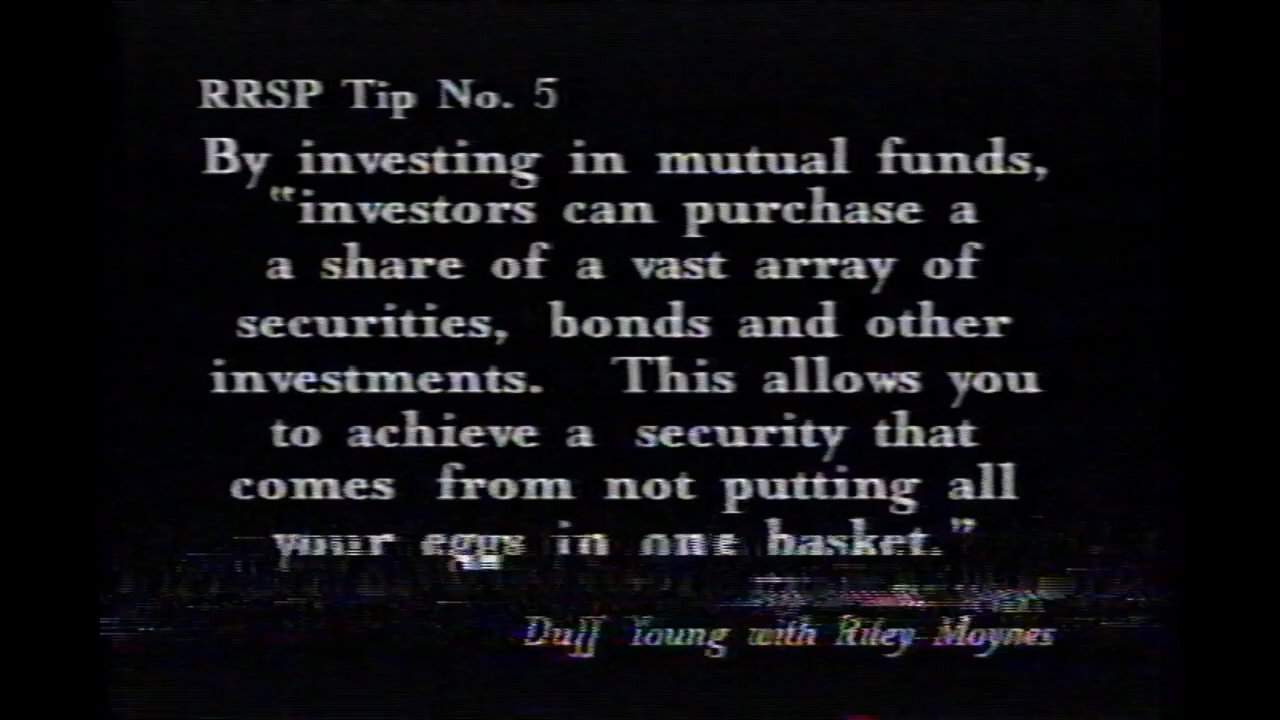 RRSP Tip No. 5
By investing in mutual funds,
"investors can purchase a
a share of a vast array of
securities, bonds and other
investments. This allows you
to achieve a security that
comes from not putting all
your eggs in one basket."
Duff Young with Riley Moynes